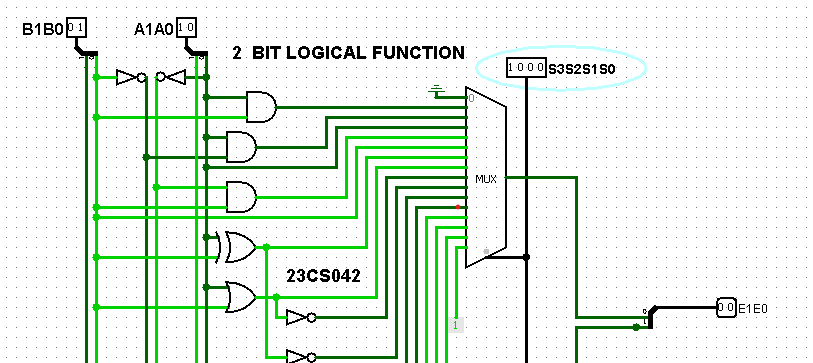 B1B0 0 1 A1A0 1 0
2 BIT LOGICAL FUNCTION
1 0 0 0 S3S2S1S0
0
MUX
23CS042
1
0 0 E1E0